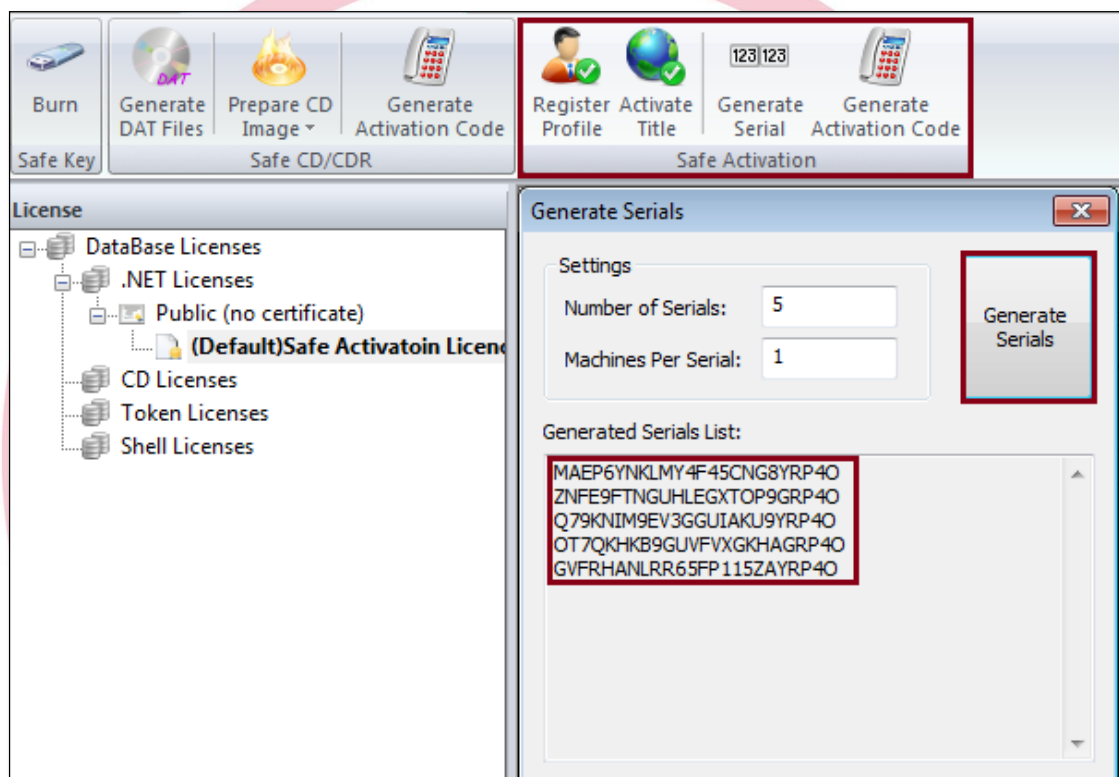 Burn
Generate
DAT Files
DAT
Prepare CD
Image
Generate
Activation Code
Safe Key
Safe CD/CDR
Register
Profile
Activate
Title
123 123
Generate
Serial
Generate
Activation Code
Safe Activation
License
DataBase Licenses
.NET Licenses
Public (no certificate)
(Default)Safe Activatoin Licen
CD Licenses
Token Licenses
Shell Licenses
Generate Serials
Settings
Number of Serials: 5
Machines Per Serial: 1
Generate
Serials
Generated Serials List:
MAEP6YNKLMY4F45CNG8YRP4O
ZNFE9FTNGUHLEGXTOP9GRP4O
Q79KNIM9EV3GGUIAKU9YRP4O
OT7QKHKB9GUVFVXGKHAGRP4O
GVFRHANLRR65FP115ZAYRP4O